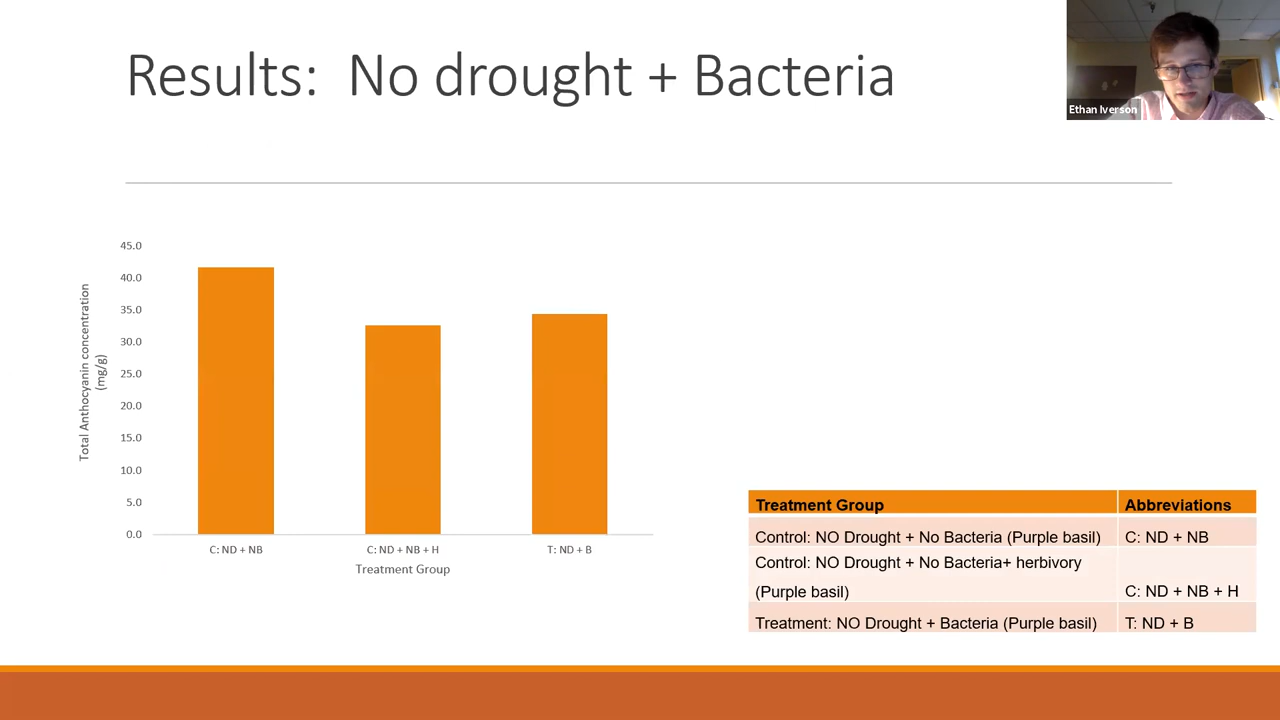 Results: No drought + Bacteria
Ethan Iverson
45.0
40.0
35.0
30.0
25.0
20.0
15.0
10.0
5.0
0.0
Total Anthocyanin concentration
(mg/g)
C: ND + NB
C: ND + NB + H
T: ND + B
Treatment Group
Treatment Group Abbreviations
Control: NO Drought + No Bacteria (Purple basil) C: ND + NB
Control: NO Drought + No Bacteria+ herbivory
(Purple basil) C: ND + NB + H
Treatment: NO Drought + Bacteria (Purple basil) T: ND + B